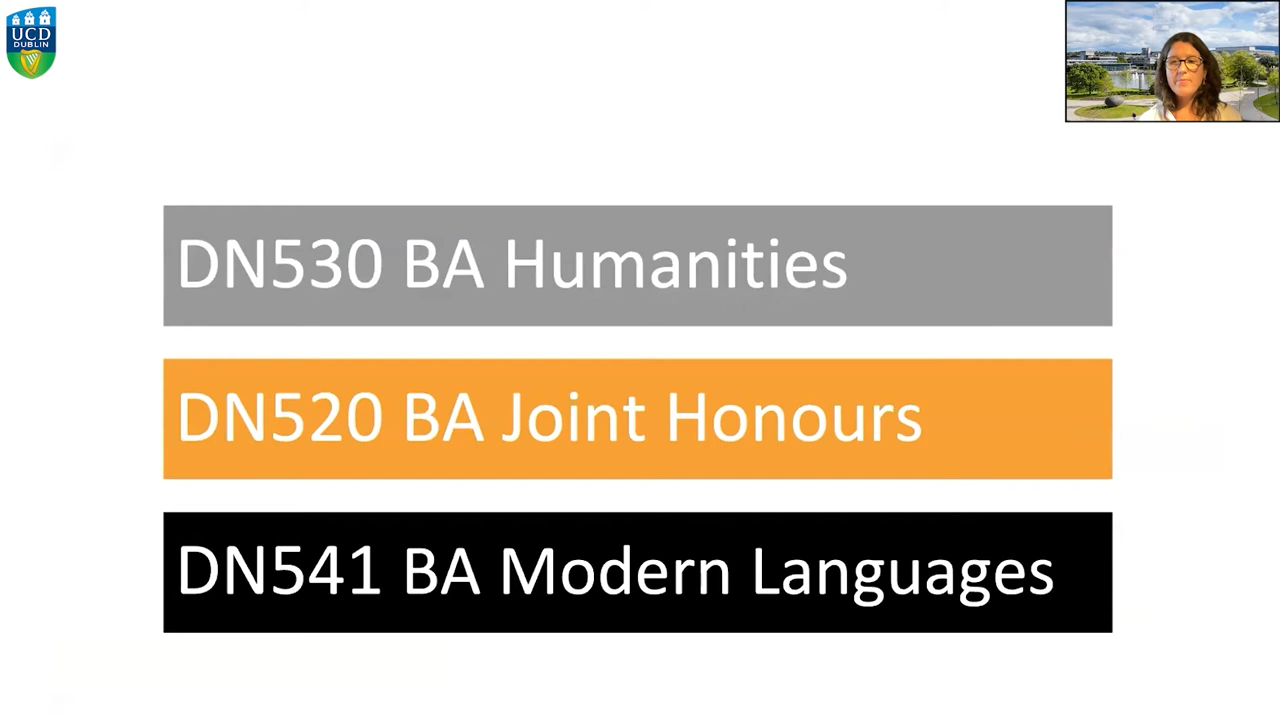 UCD
DUBLIN
DN530 BA Humanities
DN520 BA Joint Honours
DN541 BA Modern Languages